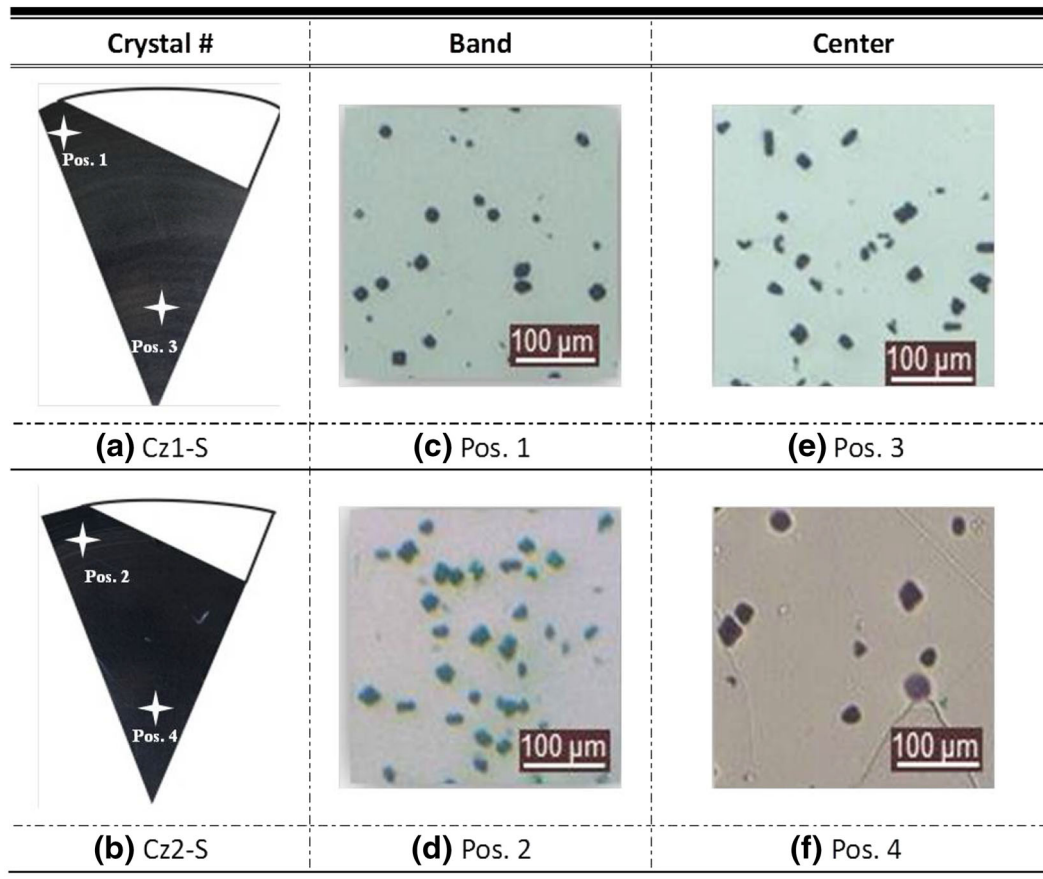 Crystal # Band Center
Pos. 1
Pos. 3
100 µm
100 µm
(a) Cz1-S (c) Pos. 1 (e) Pos. 3
Pos. 2
Pos. 4
100 µm
100 µm
(b) Cz2-S (d) Pos. 2 (f) Pos. 4